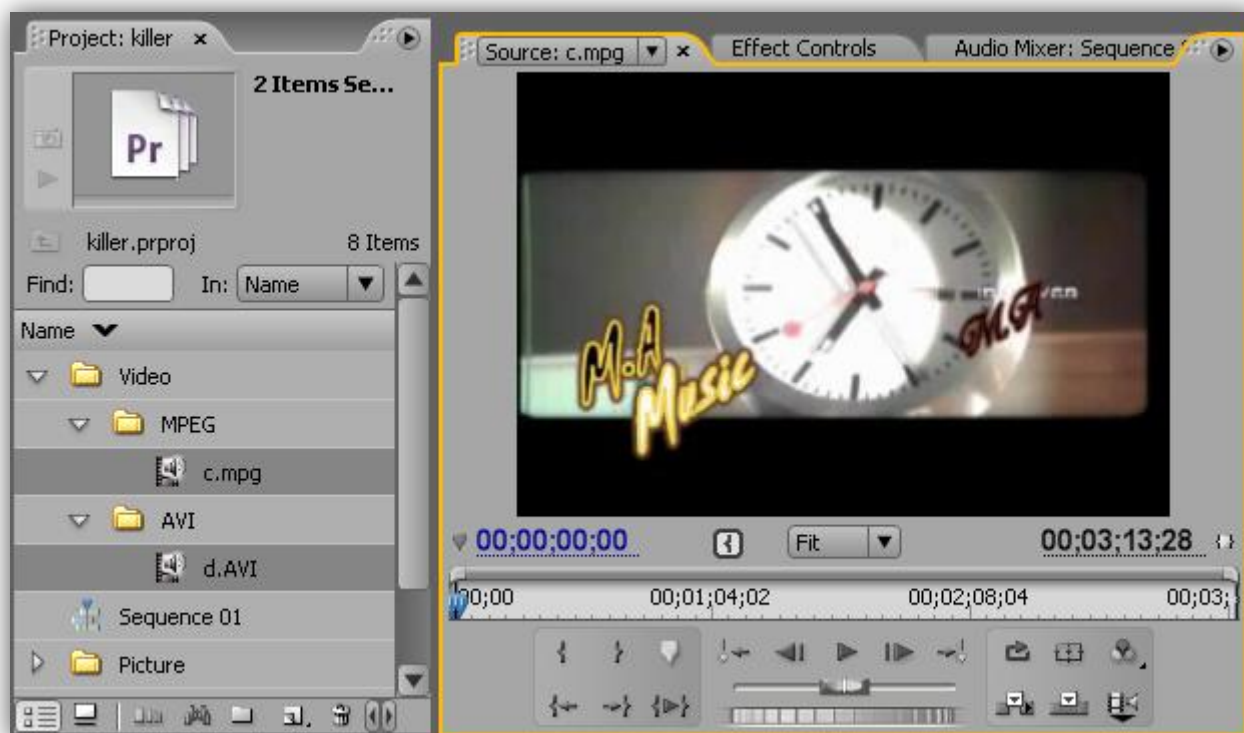 Project: killer
2 Items Se...
Pr
killer.prproj
8 Items
Find:
In: Name
Name
Video
MPEG
c.mpg
AVI
d.AVI
Sequence 01
Picture
Source: c.mpg
Effect Controls
Audio Mixer: Sequence
M.A
Music
M.A
00;00;00;00
Fit
00;03;13;28
00;00
00;01;04;02
00;02;08;04
00;03;